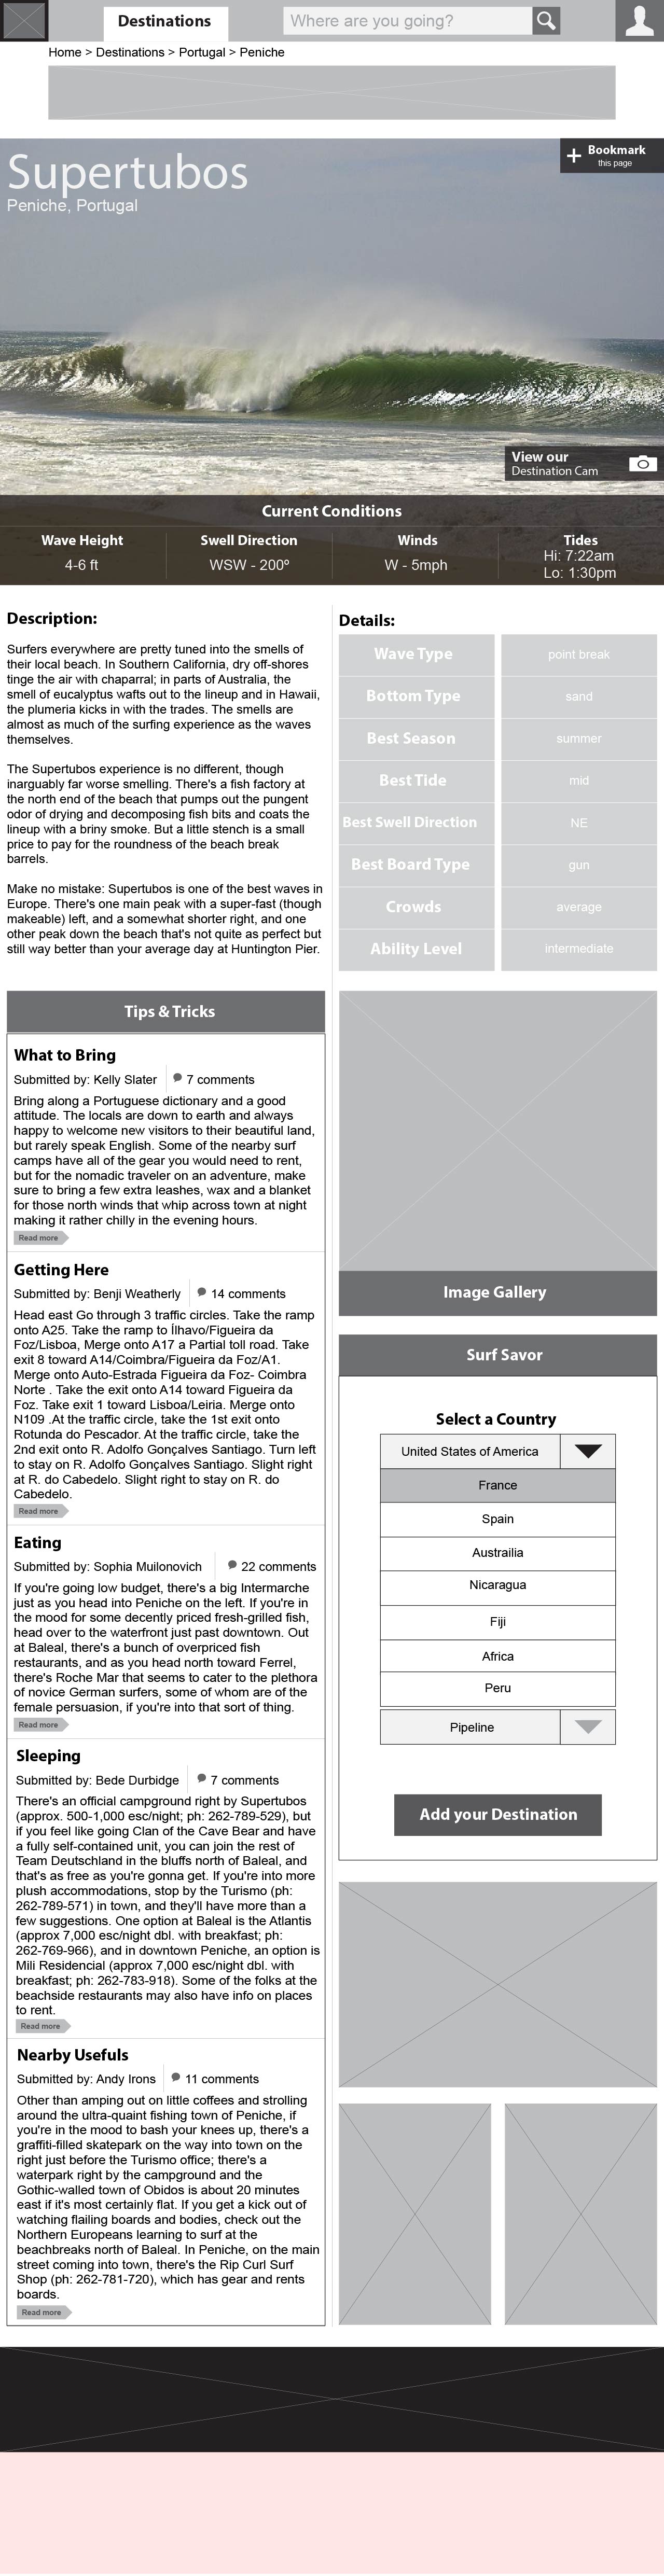 Destinations
Where are you going?
Home > Destinations > Portugal > Peniche
Supertubos
Peniche, Portugal
Bookmark
this page
View our
Destination Cam
Current Conditions
Wave Height
4-6 ft
Swell Direction
WSW - 200º
Winds
W - 5mph
Tides
Hi: 7:22am
Lo: 1:30pm
Description:
Surfers everywhere are pretty tuned into the smells of
their local beach. In Southern California, dry off-shores
tinge the air with chaparral; in parts of Australia, the
smell of eucalyptus wafts out to the lineup and in Hawaii,
the plumeria kicks in with the trades. The smells are
almost as much of the surfing experience as the waves
themselves.
The Supertubos experience is no different, though
inarguably far worse smelling. There's a fish factory at
the north end of the beach that pumps out the pungent
odor of drying and decomposing fish bits and coats the
lineup with a briny smoke. But a little stench is a small
price to pay for the roundness of the beach break
barrels.
Make no mistake: Supertubos is one of the best waves in
Europe. There's one main peak with a super-fast (though
makeable) left, and a somewhat shorter right, and one
other peak down the beach that's not quite as perfect but
still way better than your average day at Huntington Pier.
Details:
Wave Type
point break
Bottom Type
sand
Best Season
summer
Best Tide
mid
Best Swell Direction
NE
Best Board Type
gun
Crowds
average
Ability Level
intermediate
Tips & Tricks
What to Bring
Submitted by: Kelly Slater
7 comments
Bring along a Portuguese dictionary and a good
attitude. The locals are down to earth and always
happy to welcome new visitors to their beautiful land,
but rarely speak English. Some of the nearby surf
camps have all of the gear you would need to rent,
but for the nomadic traveler on an adventure, make
sure to bring a few extra leashes, wax and a blanket
for those north winds that whip across town at night
making it rather chilly in the evening hours.
Read more
Getting Here
Submitted by: Benji Weatherly
14 comments
Head east Go through 3 traffic circles. Take the ramp
onto A25. Take the ramp to Ílhavo/Figueira da
Foz/Lisboa, Merge onto A17 a Partial toll road. Take
exit 8 toward A14/Coimbra/Figueira da Foz/A1.
Merge onto Auto-Estrada Figueira da Foz- Coimbra
Norte . Take the exit onto A14 toward Figueira da
Foz. Take exit 1 toward Lisboa/Leiria. Merge onto
N109 .At the traffic circle, take the 1st exit onto
Rotunda do Pescador. At the traffic circle, take the
2nd exit onto R. Adolfo Gonçalves Santiago. Turn left
to stay on R. Adolfo Gonçalves Santiago. Slight right
at R. do Cabedelo. Slight right to stay on R. do
Cabedelo.
Read more
Eating
Submitted by: Sophia Muilonovich
22 comments
If you're going low budget, there's a big Intermarche
just as you head into Peniche on the left. If you're in
the mood for some decently priced fresh-grilled fish,
head over to the waterfront just past downtown. Out
at Baleal, there's a bunch of overpriced fish
restaurants, and as you head north toward Ferrel,
there's Roche Mar that seems to cater to the plethora
of novice German surfers, some of whom are of the
female persuasion, if you're into that sort of thing.
Read more
Sleeping
Submitted by: Bede Durbidge
7 comments
There's an official campground right by Supertubos
(approx. 500-1,000 esc/night; ph: 262-789-529), but
if you feel like going Clan of the Cave Bear and have
a fully self-contained unit, you can join the rest of
Team Deutschland in the bluffs north of Baleal, and
that's as free as you're gonna get. If you're into more
plush accommodations, stop by the Turismo (ph:
262-789-571) in town, and they'll have more than a
few suggestions. One option at Baleal is the Atlantis
(approx 7,000 esc/night dbl. with breakfast; ph:
262-769-966), and in downtown Peniche, an option is
Mili Residencial (approx 7,000 esc/night dbl. with
breakfast; ph: 262-783-918). Some of the folks at the
beachside restaurants may also have info on places
to rent.
Read more
Nearby Usefuls
Submitted by: Andy Irons
11 comments
Other than amping out on little coffees and strolling
around the ultra-quaint fishing town of Peniche, if
you're in the mood to bash your knees up, there's a
graffiti-filled skatepark on the way into town on the
right just before the Turismo office; there's a
waterpark right by the campground and the
Gothic-walled town of Obidos is about 20 minutes
east if it's most certainly flat. If you get a kick out of
watching flailing boards and bodies, check out the
Northern Europeans learning to surf at the
beachbreaks north of Baleal. In Peniche, on the main
street coming into town, there's the Rip Curl Surf
Shop (ph: 262-781-720), which has gear and rents
boards.
Read more
Image Gallery
Surf Savor
Select a Country
United States of America
France
Spain
Austrailia
Nicaragua
Fiji
Africa
Peru
Pipeline
Add your Destination